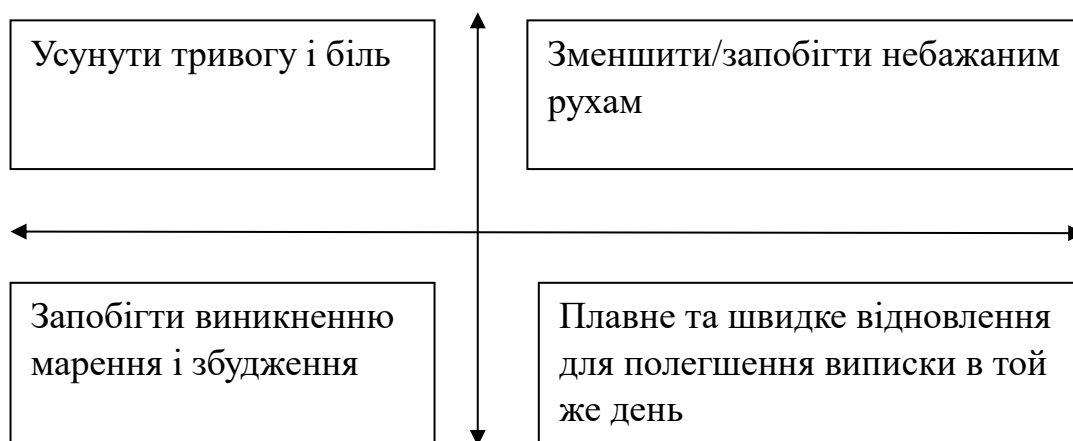 Усунути тривогу і біль
Зменшити/запобігти небажаним
рухам
Запобігти виникненню
марення і збудження
Плавне та швидке відновлення
для полегшення виписки в той
же день